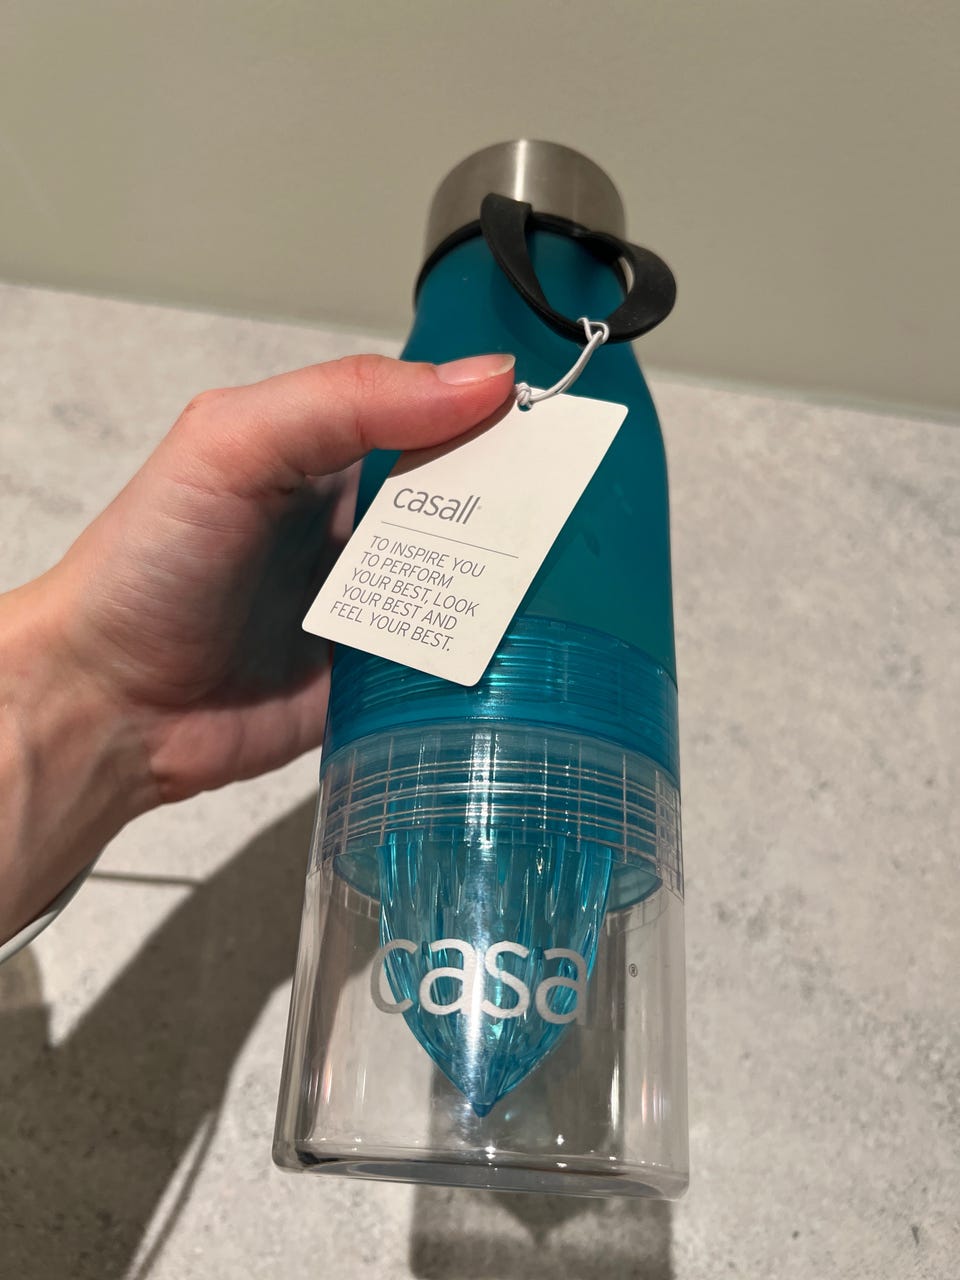 casall®
TO INSPIRE YOU
TO PERFORM
YOUR BEST, LOOK
YOUR BEST AND
FEEL YOUR BEST.
casa ®